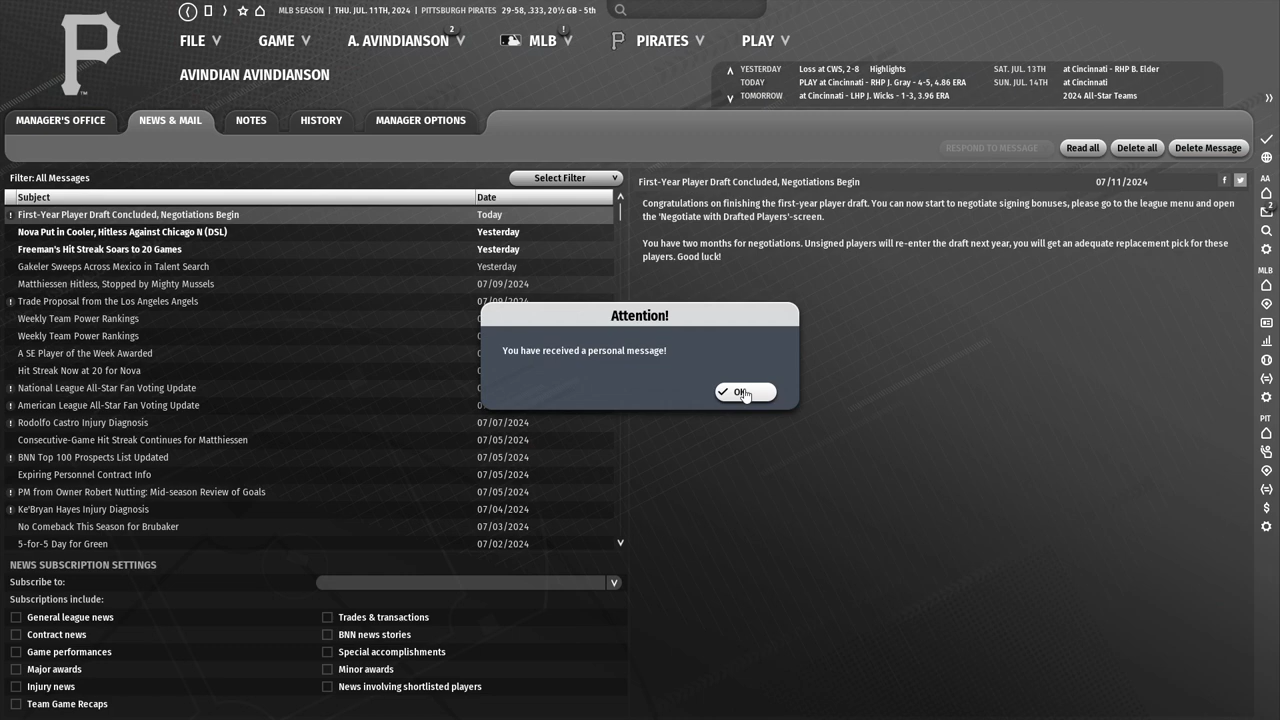 MLB SEASON | THU. JUL. 11TH, 2024 | PITTSBURGH PIRATES 29-58, .333, 20½ GB - 5th
FILE GAME A. AVINDIANSON 2 MLB ! PIRATES PLAY
AVINDIAN AVINDIANSON
YESTERDAY Loss at CWS, 2-8 Highlights SAT. JUL. 13TH at Cincinnati - RHP B. Elder
TODAY PLAY at Cincinnati - RHP J. Gray - 4-5, 4.86 ERA SUN. JUL. 14TH at Cincinnati
TOMORROW at Cincinnati - LHP J. Wicks - 1-3, 3.96 ERA 2024 All-Star Teams
MANAGER'S OFFICE NEWS & MAIL NOTES HISTORY MANAGER OPTIONS
RESPOND TO MESSAGE Read all Delete all Delete Message
Filter: All Messages Select Filter
Subject Date
First-Year Player Draft Concluded, Negotiations Begin Today
Nova Put in Cooler, Hitless Against Chicago N (DSL) Yesterday
Freeman's Hit Streak Soars to 20 Games Yesterday
Gakeler Sweeps Across Mexico in Talent Search Yesterday
Matthiessen Hitless, Stopped by Mighty Mussels 07/09/2024
Trade Proposal from the Los Angeles Angels 07/09/2024
Weekly Team Power Rankings
Weekly Team Power Rankings
A SE Player of the Week Awarded
Hit Streak Now at 20 for Nova
National League All-Star Fan Voting Update
American League All-Star Fan Voting Update
Rodolfo Castro Injury Diagnosis 07/07/2024
Consecutive-Game Hit Streak Continues for Matthiessen 07/05/2024
BNN Top 100 Prospects List Updated 07/05/2024
Expiring Personnel Contract Info 07/05/2024
PM from Owner Robert Nutting: Mid-season Review of Goals 07/05/2024
Ke'Bryan Hayes Injury Diagnosis 07/04/2024
No Comeback This Season for Brubaker 07/03/2024
5-for-5 Day for Green 07/02/2024
First-Year Player Draft Concluded, Negotiations Begin 07/11/2024
Congratulations on finishing the first-year player draft. You can now start to negotiate signing bonuses, please go to the league menu and open
the 'Negotiate with Drafted Players'-screen.
You have two months for negotiations. Unsigned players will re-enter the draft next year, you will get an adequate replacement pick for these
players. Good luck!
Attention!
You have received a personal message!
OK
NEWS SUBSCRIPTION SETTINGS
Subscribe to:
Subscriptions include:
General league news Trades & transactions
Contract news BNN news stories
Game performances Special accomplishments
Major awards Minor awards
Injury news News involving shortlisted players
Team Game Recaps
AA
2
MLB
PIT